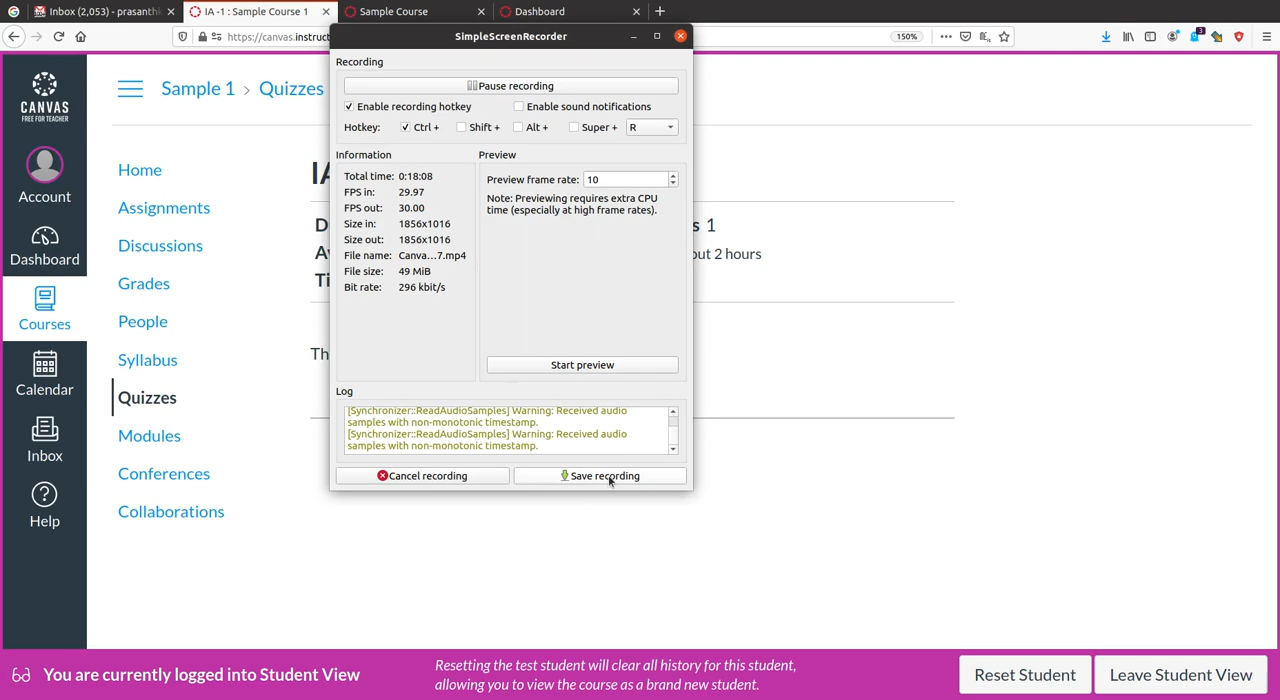 Inbox (2,053) - prasanth
IA -1 : Sample Course 1
Sample Course
Dashboard
https://canvas.instruct
150%
3
SimpleScreenRecorder
Recording
Pause recording
Enable recording hotkey
Enable sound notifications
Hotkey: Ctrl + Shift + Alt + Super + R
Information
Total time: 0:18:08
FPS in: 29.97
FPS out: 30.00
Size in: 1856x1016
Size out: 1856x1016
File name: Canva...7.mp4
File size: 49 MiB
Bit rate: 296 kbit/s
Preview
Preview frame rate: 10
Note: Previewing requires extra CPU
time (especially at high frame rates).
Start preview
Log
[Synchronizer::ReadAudioSamples] Warning: Received audio
samples with non-monotonic timestamp.
[Synchronizer::ReadAudioSamples] Warning: Received audio
samples with non-monotonic timestamp.
Cancel recording
Save recording
CANVAS
FREE FOR TEACHER
Account
Dashboard
Courses
Calendar
Inbox
Help
Sample 1 > Quizzes
Home
Assignments
Discussions
Grades
People
Syllabus
Quizzes
Modules
Conferences
Collaborations
IA
D
s 1
Av
out 2 hours
Ti
Th
You are currently logged into Student View
Resetting the test student will clear all history for this student,
allowing you to view the course as a brand new student.
Reset Student
Leave Student View